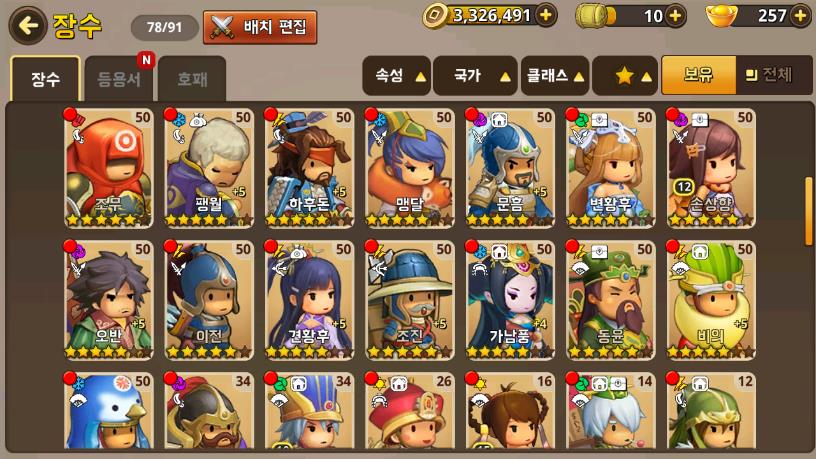 장수
78/91
배치 편집
3,326,491
10
257
장수
등용서
N
호패
속성
국가
클래스
보유
전체
50 50 50 50 50 50 50
+5 +5 +5 12
조무 팽월 하후돈 맹달 문흠 변황후 손상향
50 50 50 50 50 50 50
+5 +5 +5 +4 +5
오반 이전 견황후 조진 가남풍 동윤 비의
50 34 34 26 16 14 12